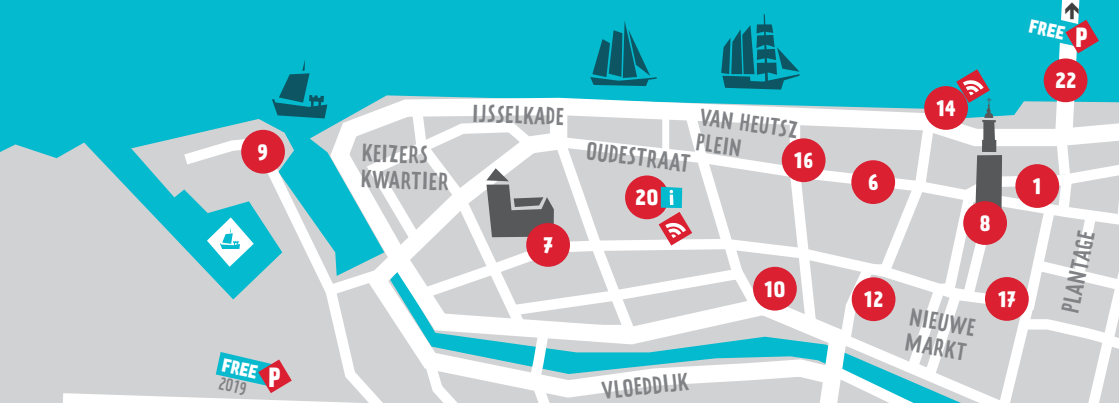 FREE P
22
14
IJSSELKADE
VAN HEUTSZ
PLEIN
9
KEIZERS
KWARTIER
OUDESTRAAT
16
6
1
20 i
8
7
PLANTAGE
10
12
17
NIEUWE
MARKT
FREE P
2019
VLOEDDIJK